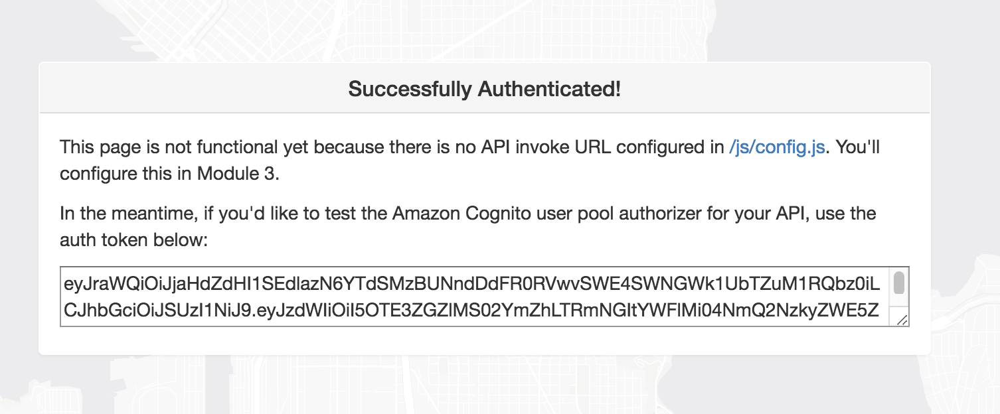 Successfully Authenticated!
This page is not functional yet because there is no API invoke URL configured in /js/config.js. You'll
configure this in Module 3.
In the meantime, if you'd like to test the Amazon Cognito user pool authorizer for your API, use the
auth token below:
eyJraWQiOiJjaHdZdHI1SEdlazN6YTdSMzBUNndDdFR0RVwvSWE4SWNGWk1UbTZuM1RQbz0iL
CJhbGciOiJSUzI1NiJ9.eyJzdWIiOiI5OTE3ZGZlMS02YmZhLTRmNGItYWFlMi04NmQ2NzkyZWE5Z